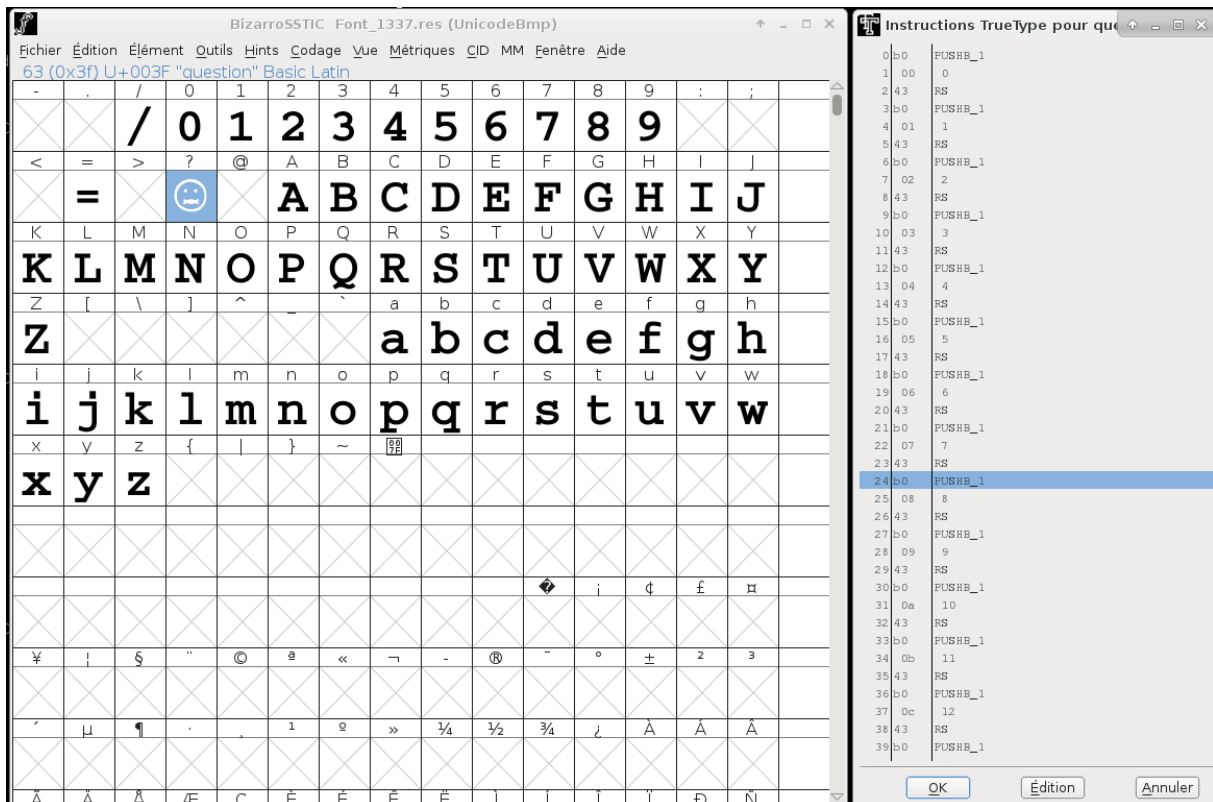 BizarroSSTIC Font_1337.res (UnicodeBmp)
Fichier Édition Élément Outils Hints Codage Vue Métriques CID MM Fenêtre Aide
63 (0x3f) U+003F "question" Basic Latin
- . / 0 1 2 3 4 5 6 7 8 9 : ;
/ 0 1 2 3 4 5 6 7 8 9
< = > ? @ A B C D E F G H I J
= A B C D E F G H I J
K L M N O P Q R S T U V W X Y
K L M N O P Q R S T U V W X Y
Z [ \ ] ^ _ ` a b c d e f g h
Z a b c d e f g h
i j k l m n o p q r s t u v w
i j k l m n o p q r s t u v w
x y z { | } ~
x y z
� ¡ ¢ £ ¤
¥ ¦ § ¨ © ª « ¬ - ® ¯ ° ± ² ³
´ µ ¶ · ¸ ¹ º » ¼ ½ ¾ ¿ À Á Â
Ã Ä Å Æ Ç È É Ê Ë Ì Í Î Ï Ð Ñ
Instructions TrueType pour que
0 b0 PUSHB_1
1 00 0
2 43 RS
3 b0 PUSHB_1
4 01 1
5 43 RS
6 b0 PUSHB_1
7 02 2
8 43 RS
9 b0 PUSHB_1
10 03 3
11 43 RS
12 b0 PUSHB_1
13 04 4
14 43 RS
15 b0 PUSHB_1
16 05 5
17 43 RS
18 b0 PUSHB_1
19 06 6
20 43 RS
21 b0 PUSHB_1
22 07 7
23 43 RS
24 b0 PUSHB_1
25 08 8
26 43 RS
27 b0 PUSHB_1
28 09 9
29 43 RS
30 b0 PUSHB_1
31 0a 10
32 43 RS
33 b0 PUSHB_1
34 0b 11
35 43 RS
36 b0 PUSHB_1
37 0c 12
38 43 RS
39 b0 PUSHB_1
OK Édition Annuler